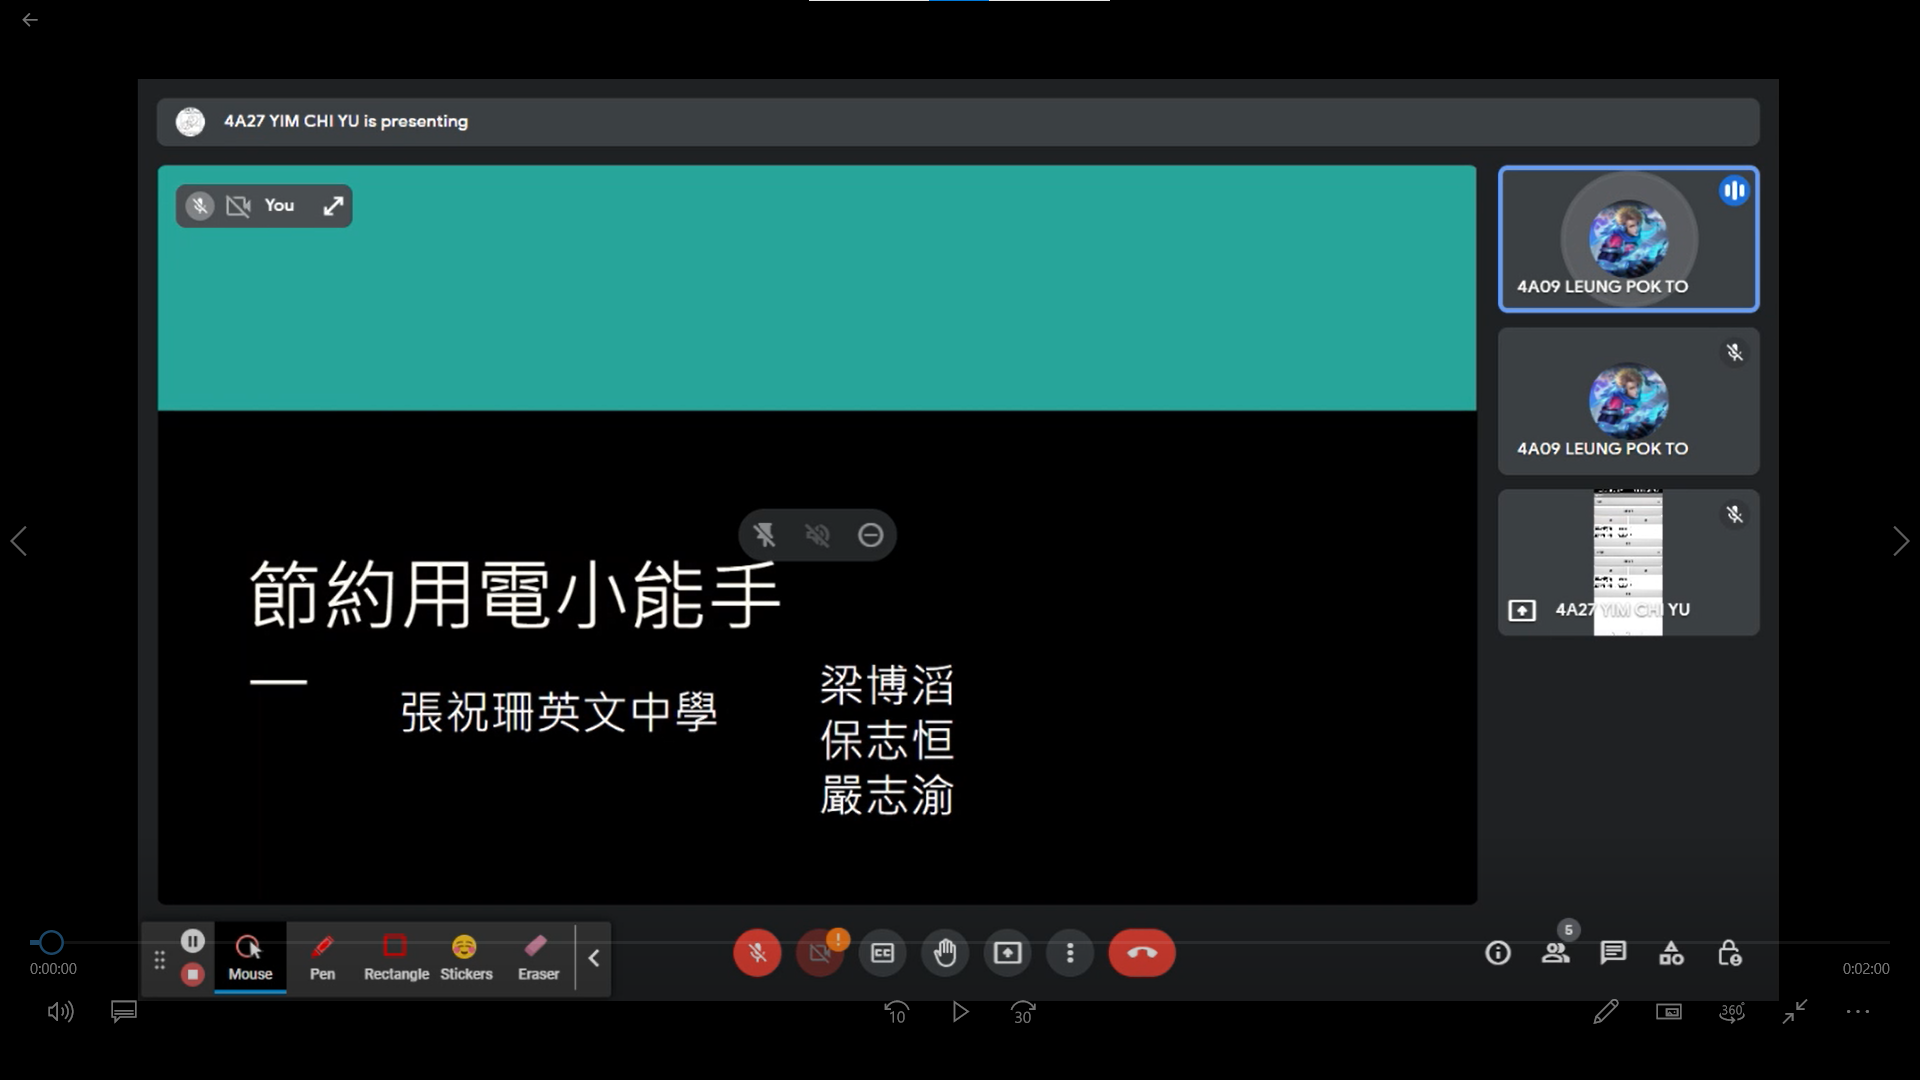 4A27 YIM CHI YU is presenting
You
4A09 LEUNG POK TO
4A09 LEUNG POK TO
4A27 YIM CHI YU
節約用電小能手
張祝珊英文中學
梁博滔
保志恒
嚴志渝
Mouse
Pen
Rectangle
Stickers
Eraser
!
CC
5
0:00:00
0:02:00
10
30
360°